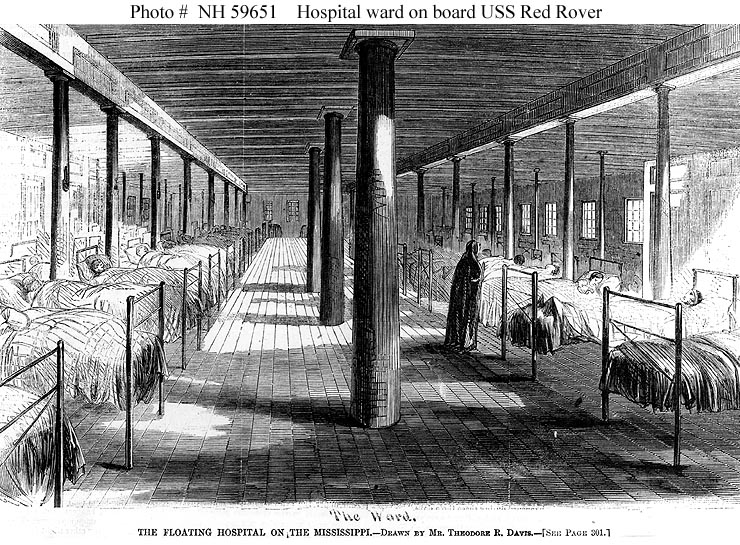 Photo # NH 59651 Hospital ward on board USS Red Rover
The Ward.
THE FLOATING HOSPITAL ON THE MISSISSIPPI.—Drawn by Mr. Theodore R. Davis.—[See Page 301.]